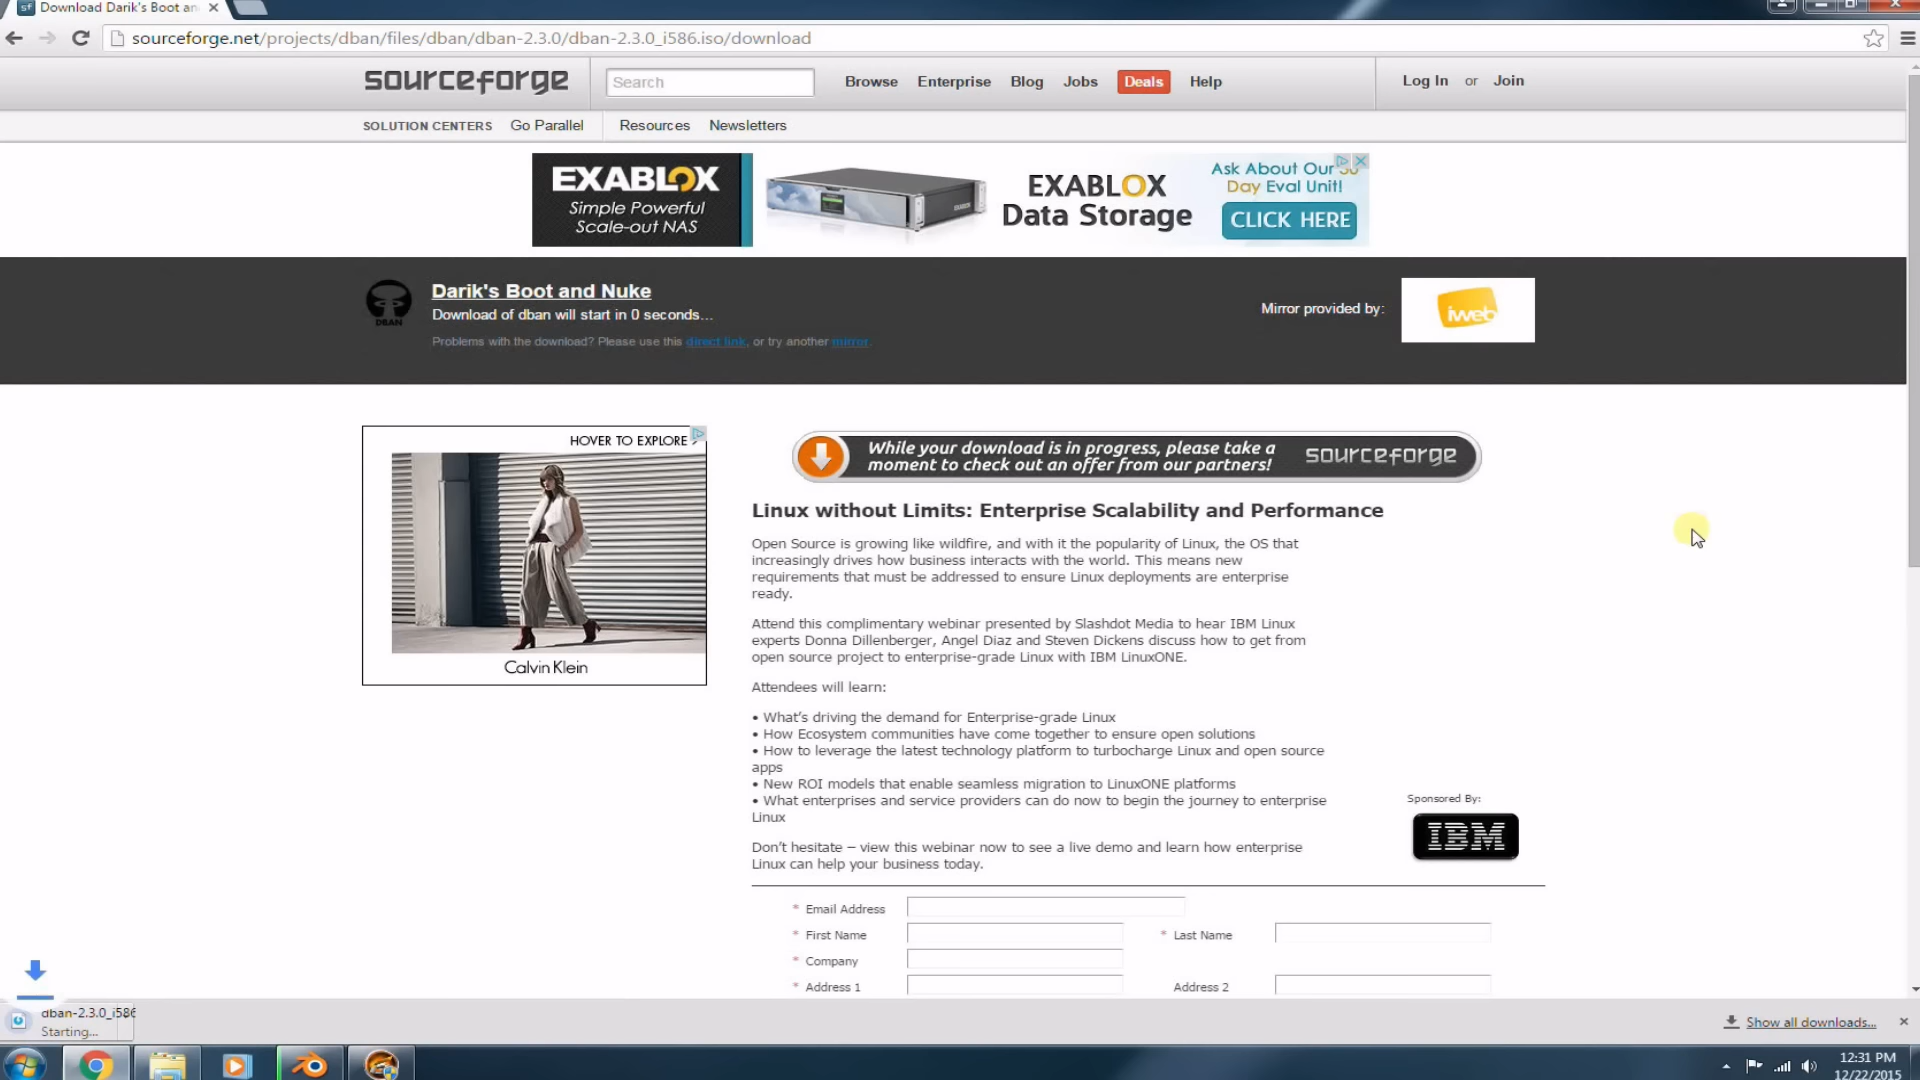 Download Darik's Boot an
sourceforge.net/projects/dban/files/dban/dban-2.3.0/dban-2.3.0_i586.iso/download
sourceforge
Search
Browse Enterprise Blog Jobs Deals Help
Log In or Join
SOLUTION CENTERS Go Parallel Resources Newsletters
EXABLOX
Simple Powerful
Scale-out NAS
EXABLOX
EXABLOX
Data Storage
Ask About Our 30
Day Eval Unit!
CLICK HERE
DBAN
Darik's Boot and Nuke
Download of dban will start in 0 seconds...
Problems with the download? Please use this direct link, or try another mirror.
Mirror provided by:
iweb
HOVER TO EXPLORE
Calvin Klein
While your download is in progress, please take a
moment to check out an offer from our partners!
sourceforge
Linux without Limits: Enterprise Scalability and Performance
Open Source is growing like wildfire, and with it the popularity of Linux, the OS that
increasingly drives how business interacts with the world. This means new
requirements that must be addressed to ensure Linux deployments are enterprise
ready.
Attend this complimentary webinar presented by Slashdot Media to hear IBM Linux
experts Donna Dillenberger, Angel Diaz and Steven Dickens discuss how to get from
open source project to enterprise-grade Linux with IBM LinuxONE.
Attendees will learn:
• What's driving the demand for Enterprise-grade Linux
• How Ecosystem communities have come together to ensure open solutions
• How to leverage the latest technology platform to turbocharge Linux and open source
apps
• New ROI models that enable seamless migration to LinuxONE platforms
• What enterprises and service providers can do now to begin the journey to enterprise
Linux
Don't hesitate – view this webinar now to see a live demo and learn how enterprise
Linux can help your business today.
Sponsored By:
IBM
* Email Address
* First Name
* Last Name
* Company
* Address 1
Address 2
dban-2.3.0_i586
Starting...
Show all downloads...
12:31 PM
12/22/2015